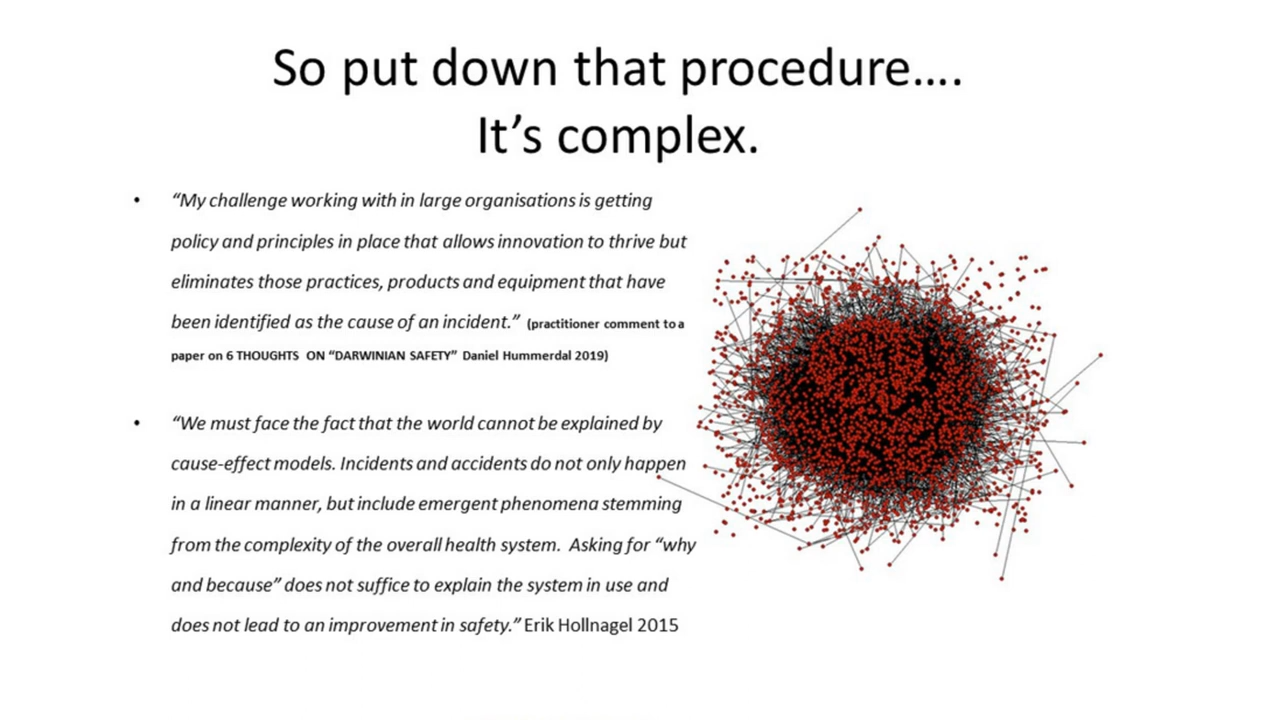 So put down that procedure....
It's complex.
• “My challenge working with in large organisations is getting
policy and principles in place that allows innovation to thrive but
eliminates those practices, products and equipment that have
been identified as the cause of an incident.” (practitioner comment to a
paper on 6 THOUGHTS ON “DARWINIAN SAFETY” Daniel Hummerdal 2019)
• “We must face the fact that the world cannot be explained by
cause-effect models. Incidents and accidents do not only happen
in a linear manner, but include emergent phenomena stemming
from the complexity of the overall health system. Asking for “why
and because” does not suffice to explain the system in use and
does not lead to an improvement in safety.” Erik Hollnagel 2015